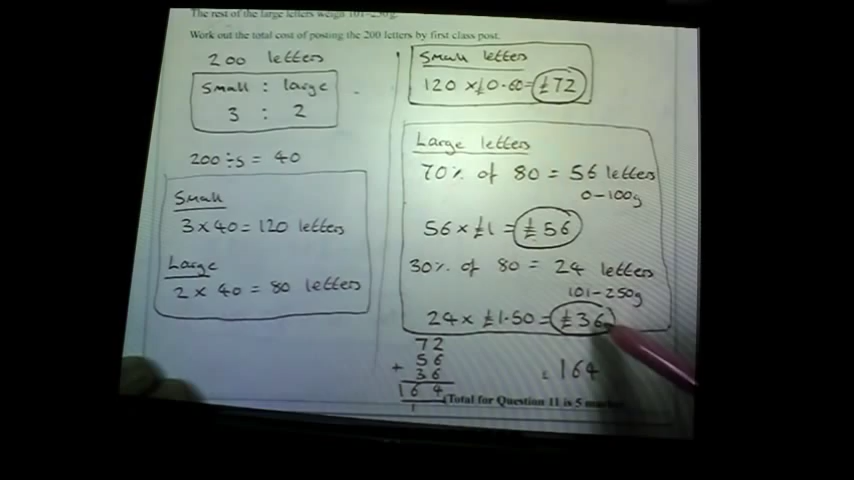 The rest of the large letters weigh 101–250g.
Work out the total cost of posting the 200 letters by first class post.
200 letters
Small : large
3 : 2
200 ÷ 5 = 40
Small
3 x 40 = 120 letters
Large
2 x 40 = 80 letters
Small letters
120 x £0.60 = £72
Large letters
70% of 80 = 56 letters
0-100g
56 x £1 = £56
30% of 80 = 24 letters
101-250g
24 x £1.50 = £36
72
56
+ 36
164
1
£164
(Total for Question 11 is 5